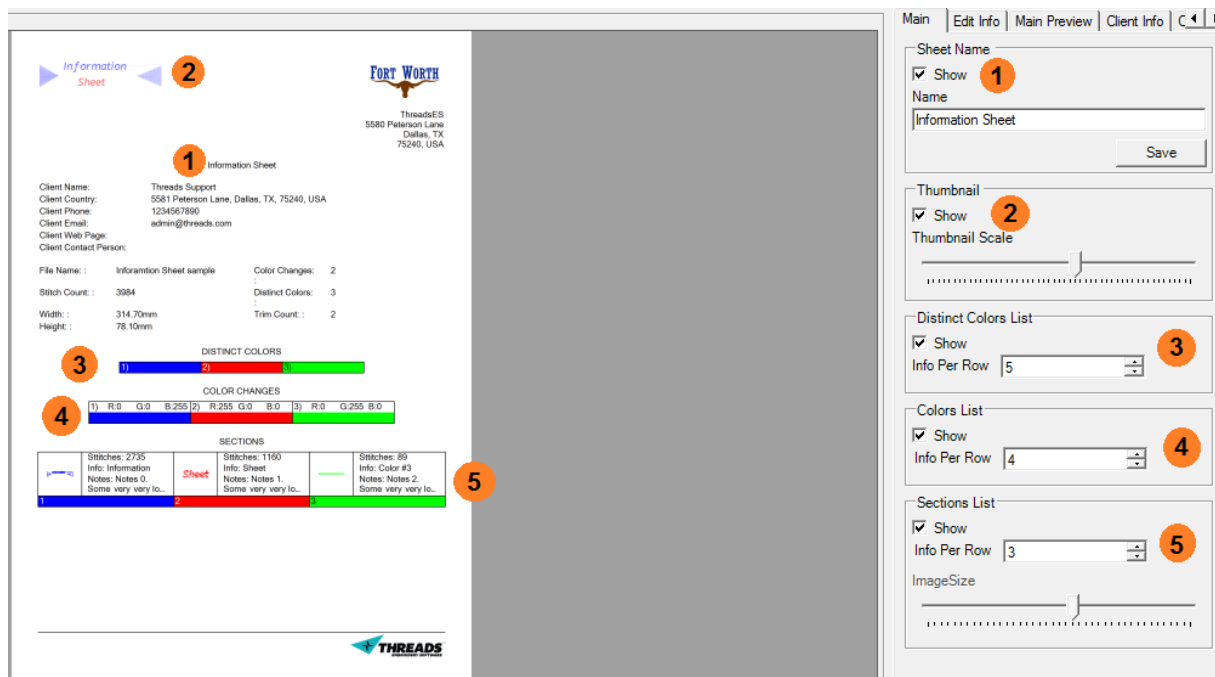 Information
Sheet
2
FORT WORTH
ThreadsES
5580 Peterson Lane
Dallas, TX
75240, USA
1
Information Sheet
Client Name: Threads Support
Client Country: 5581 Peterson Lane, Dallas, TX, 75240, USA
Client Phone: 1234567890
Client Email: admin@threads.com
Client Web Page:
Client Contact Person:
File Name: : Inforamtion Sheet sample Color Changes: 2
:
Stitch Count: : 3984 Distinct Colors: 3
:
Width: : 314.70mm Trim Count: : 2
Height: : 78.10mm
DISTINCT COLORS
3
1) 2) 3)
COLOR CHANGES
4
1) R:0 G:0 B:255 2) R:255 G:0 B:0 3) R:0 G:255 B:0
SECTIONS
Stitches: 2735 Stitches: 1160 Stitches: 89
Info: Information Info: Sheet Info: Color #3
Sheet
Notes: Notes 0. Notes: Notes 1. Notes: Notes 2.
Some very very lo... Some very very lo... Some very very lo...
1 2 3
5
THREADS
EMBROIDERY SOFTWARE
Main Edit Info Main Preview Client Info C
Sheet Name
Show
1
Name
Information Sheet
Save
Thumbnail
Show
2
Thumbnail Scale
Distinct Colors List
Show
3
Info Per Row 5
Colors List
Show
4
Info Per Row 4
Sections List
Show
5
Info Per Row 3
ImageSize